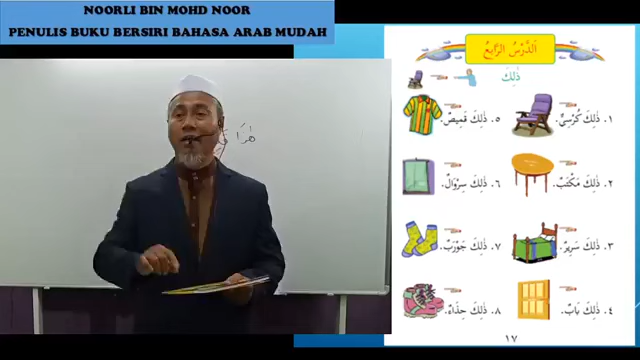 NOORLI BIN MOHD NOOR
PENULIS BUKU BERSIRI BAHASA ARAB MUDAH
هٰذَا
اَلدَّرْسُ الرَّابِعُ
ذٰلِكَ
١. ذٰلِكَ كُرْسِيٌّ.
٥. ذٰلِكَ قَمِيصٌ.
٢. ذٰلِكَ مَكْتَبٌ.
٦. ذٰلِكَ سِرْوَالٌ.
٣. ذٰلِكَ سَرِيرٌ.
٧. ذٰلِكَ جَوْرَبٌ.
٤. ذٰلِكَ بَابٌ.
٨. ذٰلِكَ حِذَاءٌ.
١٧